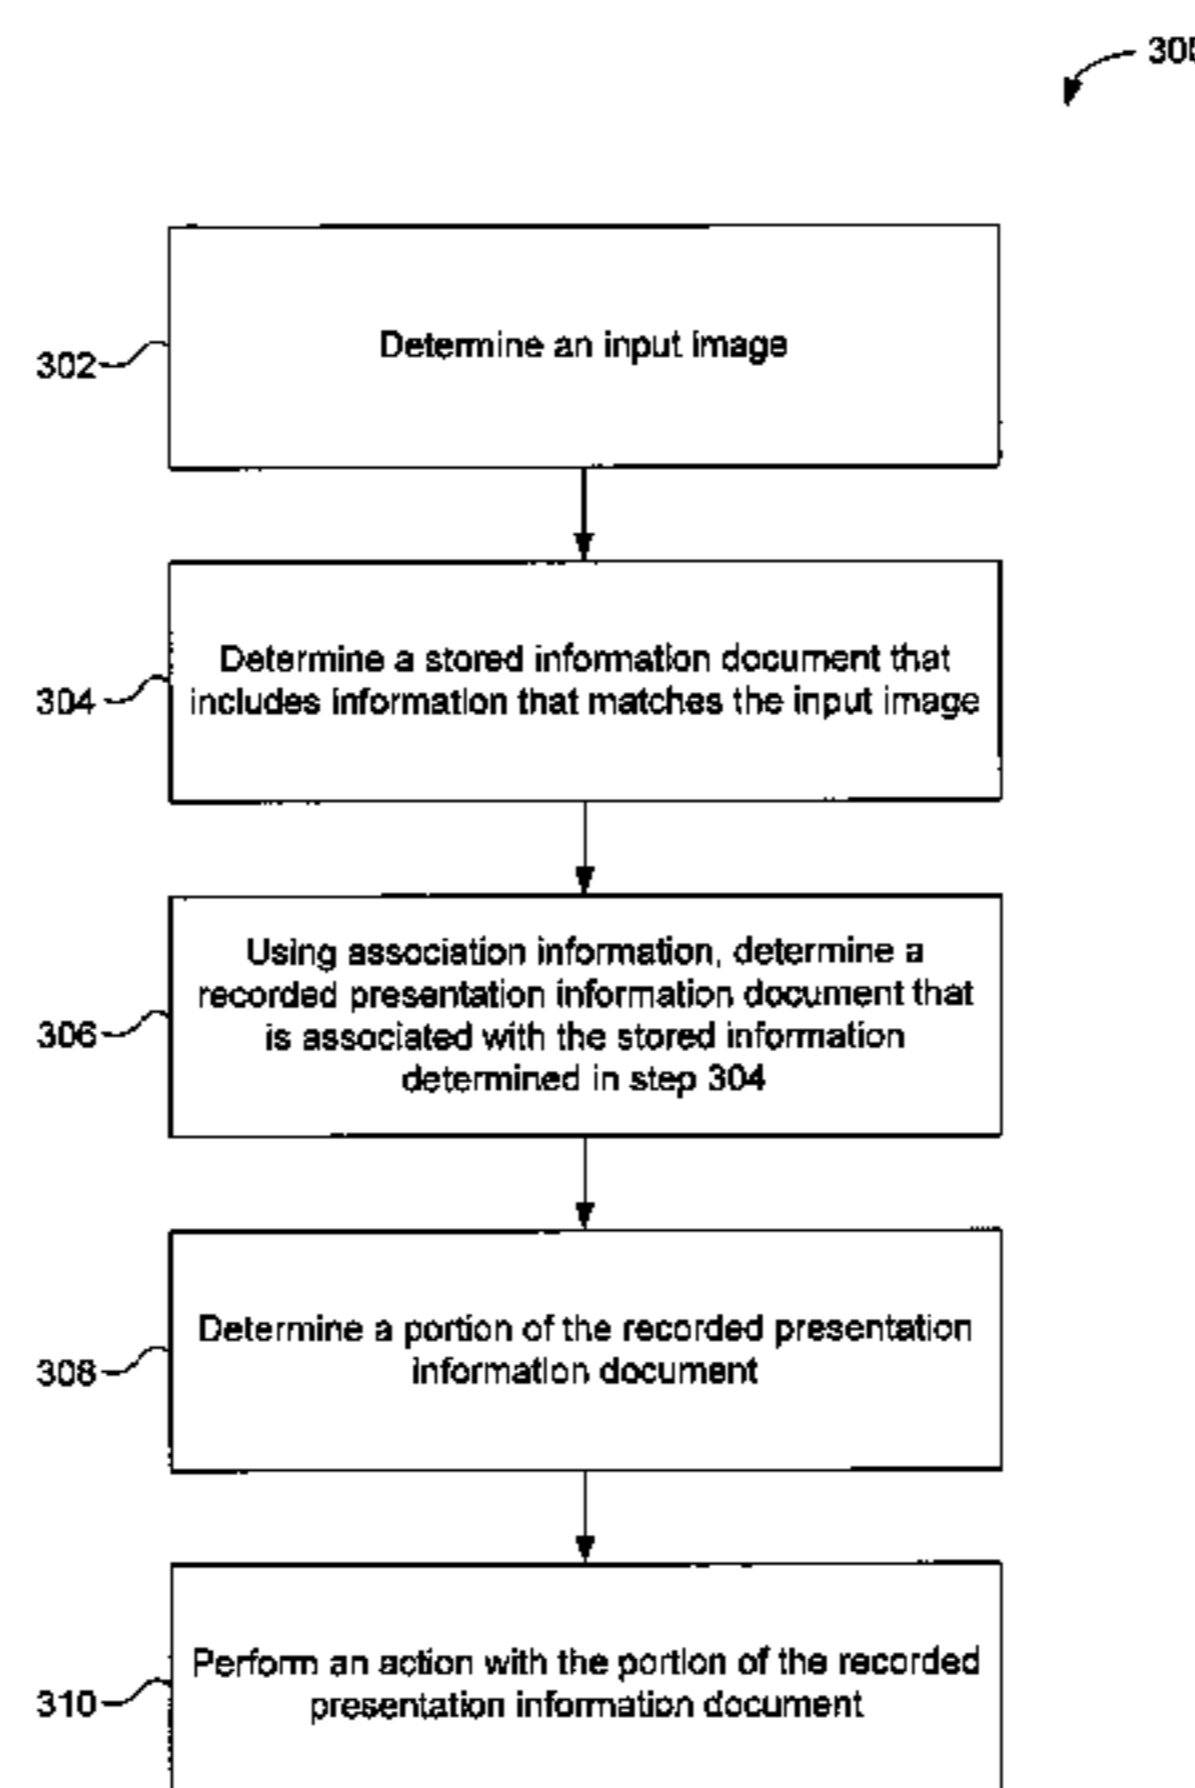 302
Determine an input image
304
Determine a stored information document that
includes information that matches the input image
306
Using association information, determine a
recorded presentation information document that
is associated with the stored information
determined in step 304
308
Determine a portion of the recorded presentation
information document
310
Perform an action with the portion of the recorded
presentation information document